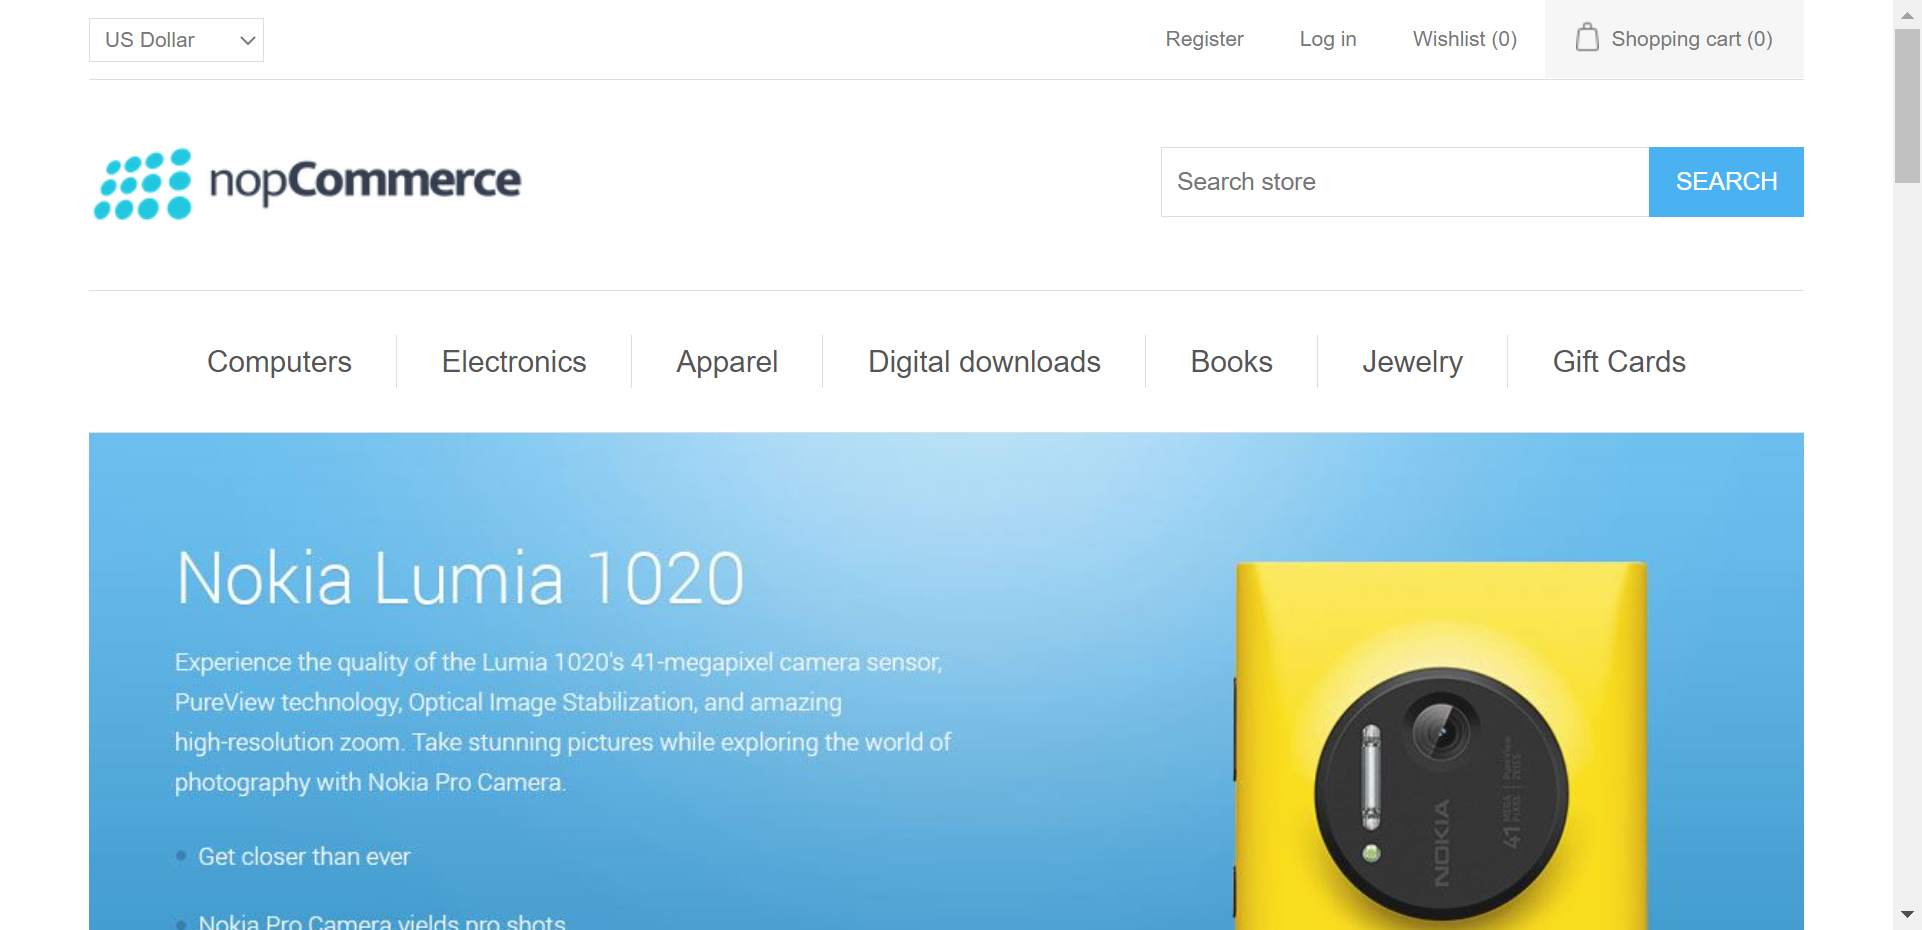 US Dollar
Register
Log in
Wishlist (0)
Shopping cart (0)
nopCommerce
Search store
SEARCH
Computers
Electronics
Apparel
Digital downloads
Books
Jewelry
Gift Cards
Nokia Lumia 1020
Experience the quality of the Lumia 1020's 41-megapixel camera sensor,
PureView technology, Optical Image Stabilization, and amazing
high-resolution zoom. Take stunning pictures while exploring the world of
photography with Nokia Pro Camera.
Get closer than ever
Nokia Pro Camera yields pro shots
NOKIA
41 MEGA PIXEL
PureView
ZEISS